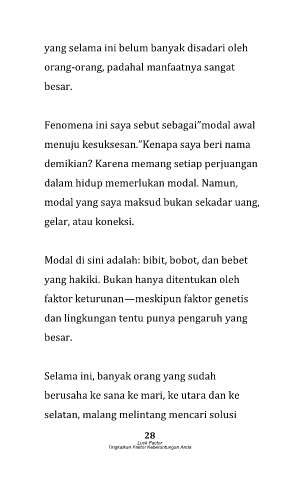 yang selama ini belum banyak disadari oleh
orang-orang, padahal manfaatnya sangat
besar.
Fenomena ini saya sebut sebagai”modal awal
menuju kesuksesan.”Kenapa saya beri nama
demikian? Karena memang setiap perjuangan
dalam hidup memerlukan modal. Namun,
modal yang saya maksud bukan sekadar uang,
gelar, atau koneksi.
Modal di sini adalah: bibit, bobot, dan bebet
yang hakiki. Bukan hanya ditentukan oleh
faktor keturunan—meskipun faktor genetis
dan lingkungan tentu punya pengaruh yang
besar.
Selama ini, banyak orang yang sudah
berusaha ke sana ke mari, ke utara dan ke
selatan, malang melintang mencari solusi
28
Luck Factor
Tingkatkan Faktor Keberuntungan Anda